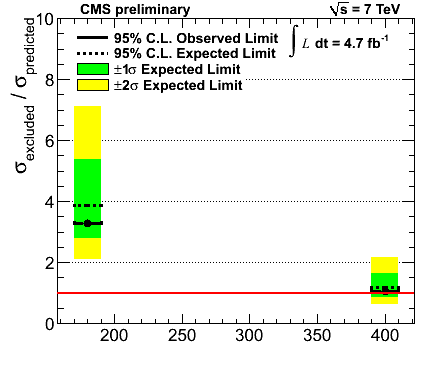 CMS preliminary
√s = 7 TeV
σexcluded / σpredicted
95% C.L. Observed Limit
95% C.L. Expected Limit
±1σ Expected Limit
±2σ Expected Limit
∫ L dt = 4.7 fb⁻¹
10
8
6
4
2
0
200 250 300 350 400